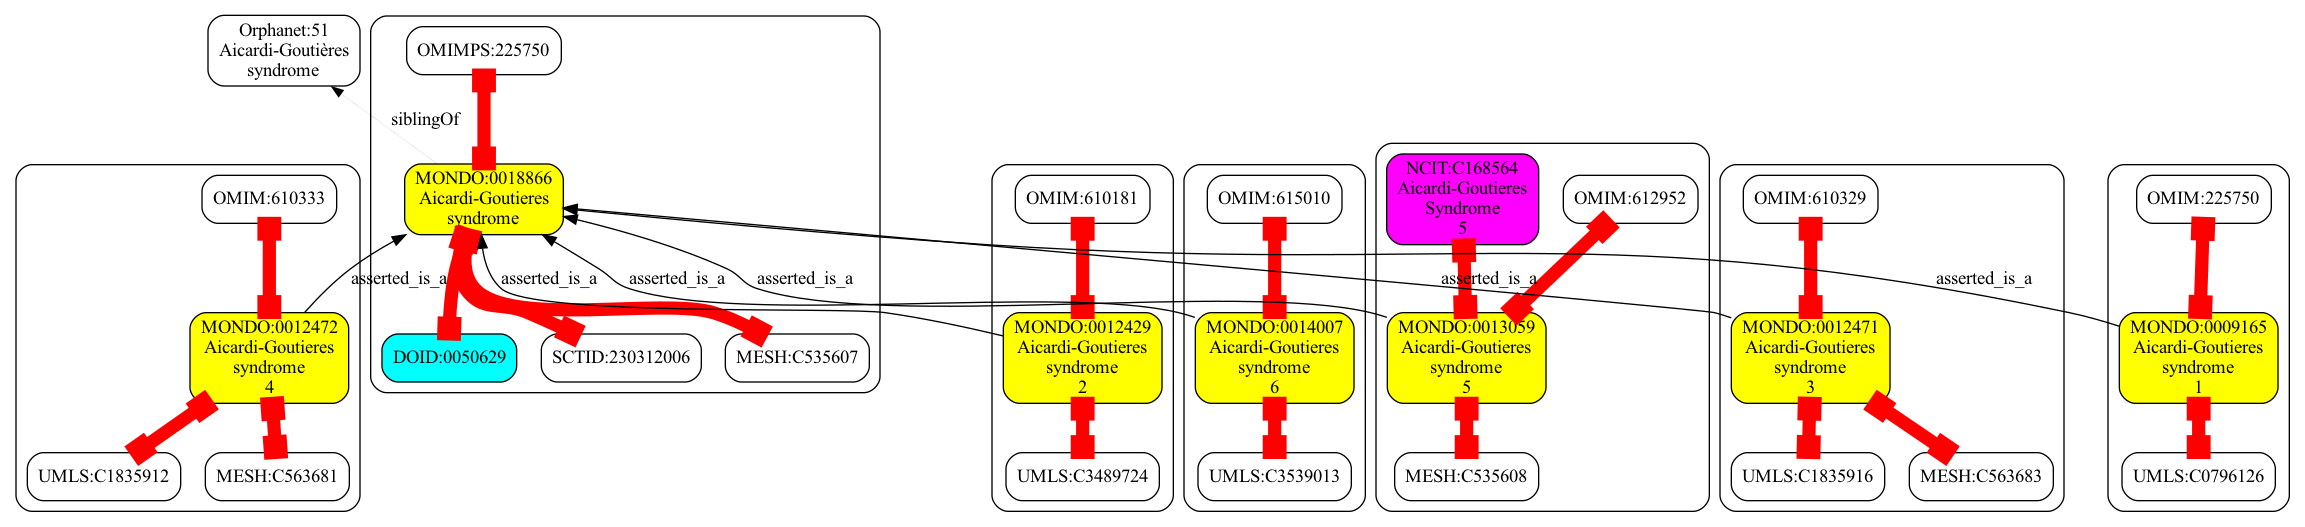 Orphanet:51
Aicardi-Goutières
syndrome
OMIMPS:225750
siblingOf
MONDO:0018866
Aicardi-Goutieres
syndrome
DOID:0050629
SCTID:230312006
MESH:C535607
OMIM:610333
MONDO:0012472
Aicardi-Goutieres
syndrome
4
UMLS:C1835912
MESH:C563681
asserted_is_a
asserted_is_a
asserted_is_a
asserted_is_a
asserted_is_a
asserted_is_a
OMIM:610181
MONDO:0012429
Aicardi-Goutieres
syndrome
2
UMLS:C3489724
OMIM:615010
MONDO:0014007
Aicardi-Goutieres
syndrome
6
UMLS:C3539013
NCIT:C168564
Aicardi-Goutieres
Syndrome
5
OMIM:612952
MONDO:0013059
Aicardi-Goutieres
syndrome
5
MESH:C535608
OMIM:610329
MONDO:0012471
Aicardi-Goutieres
syndrome
3
UMLS:C1835916
MESH:C563683
OMIM:225750
MONDO:0009165
Aicardi-Goutieres
syndrome
1
UMLS:C0796126